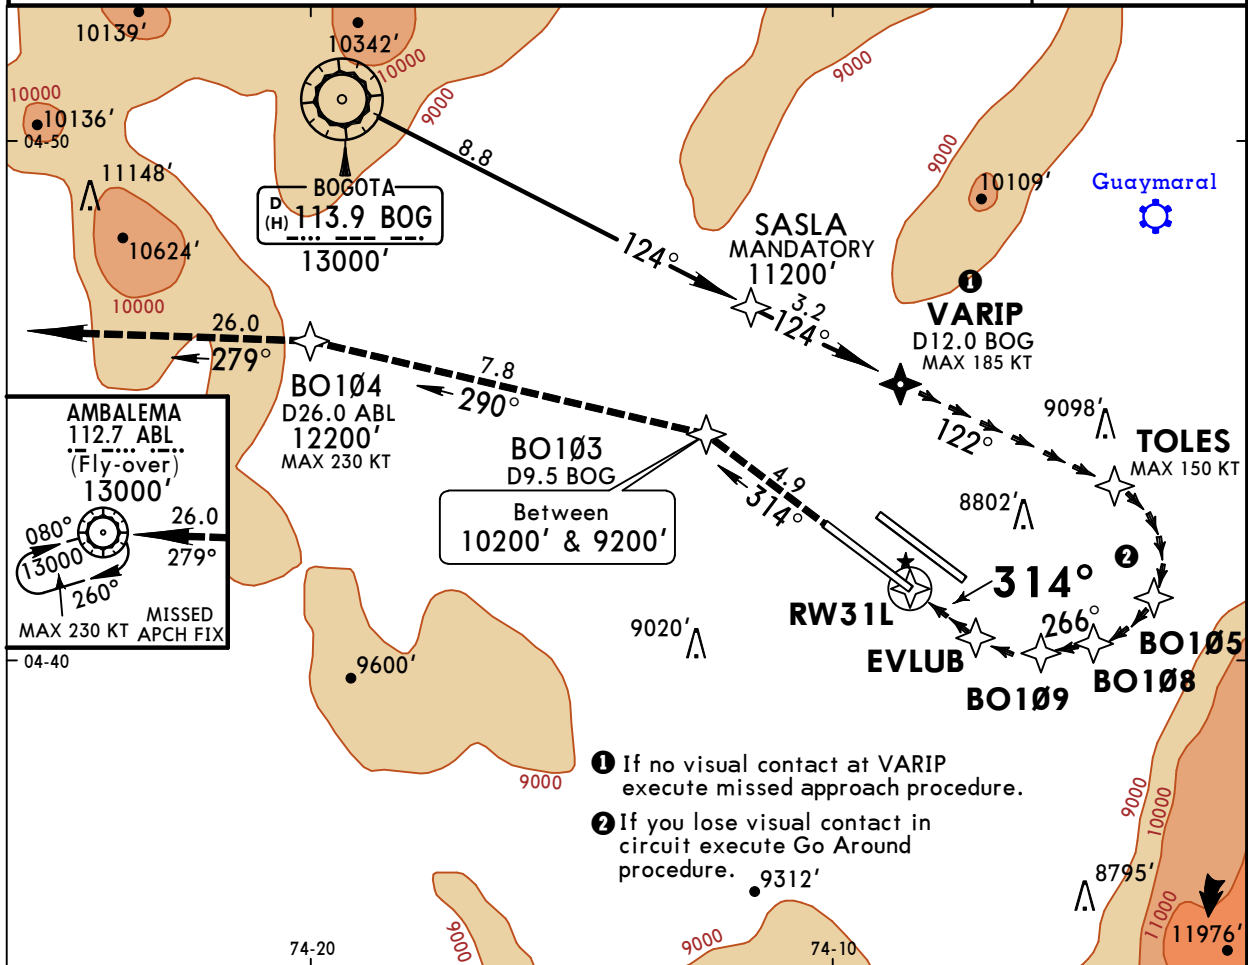 10139’
10342’
10000
10000
10136’
9000
9000
04-50
8.8
9000
11148’
10109’
Guaymaral
BOGOTA
D
(H) 113.9 BOG
13000’
10624’
10000
SASLA
MANDATORY
11200’
124°
3.2
124°
1
VARIP
D12.0 BOG
MAX 185 KT
26.0
279°
7.8
290°
BO1Ø4
D26.0 ABL
12200’
MAX 230 KT
9098’
TOLES
MAX 150 KT
122°
AMBALEMA
112.7 ABL
(Fly-over)
13000’
26.0
279°
080°
13000
260°
MAX 230 KT
MISSED
APCH FIX
BO1Ø3
D9.5 BOG
Between
10200’ & 9200’
4.9
314°
8802’
2
314°
RW31L
266°
9020’
EVLUB
BO1Ø5
BO1Ø8
BO1Ø9
04-40
9600’
9000
1 If no visual contact at VARIP
execute missed approach procedure.
2 If you lose visual contact in
circuit execute Go Around
procedure.
9312’
9000
10000
8795’
11000
11976’
9000
9000
74-20
74-10